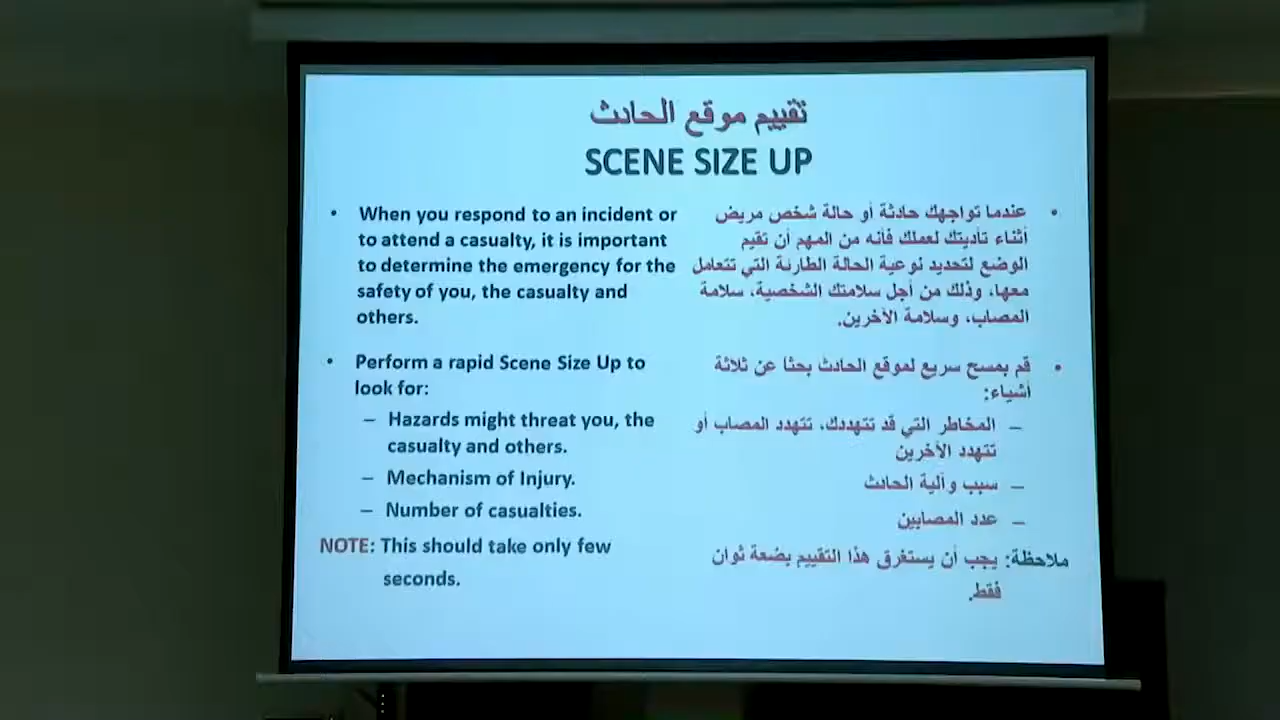 تقييم موقع الحادث
SCENE SIZE UP
• When you respond to an incident or
to attend a casualty, it is important
to determine the emergency for the
safety of you, the casualty and
others.
• Perform a rapid Scene Size Up to
look for:
– Hazards might threat you, the
casualty and others.
– Mechanism of Injury.
– Number of casualties.
NOTE: This should take only few
seconds.
• عندما تواجهك حادثة أو حالة شخص مريض
أثناء تأديتك لعملك فأنه من المهم أن تقيم
الوضع لتحديد نوعية الحالة الطارئة التي تتعامل
معها، وذلك من أجل سلامتك الشخصية، سلامة
المصاب، وسلامة الآخرين.
• قم بمسح سريع لموقع الحادث بحثا عن ثلاثة
أشياء:
– المخاطر التي قد تتهددك، تتهدد المصاب أو
تتهدد الآخرين
– سبب وآلية الحادث
– عدد المصابين
ملاحظة: يجب أن يستغرق هذا التقييم بضعة ثوان
فقط.